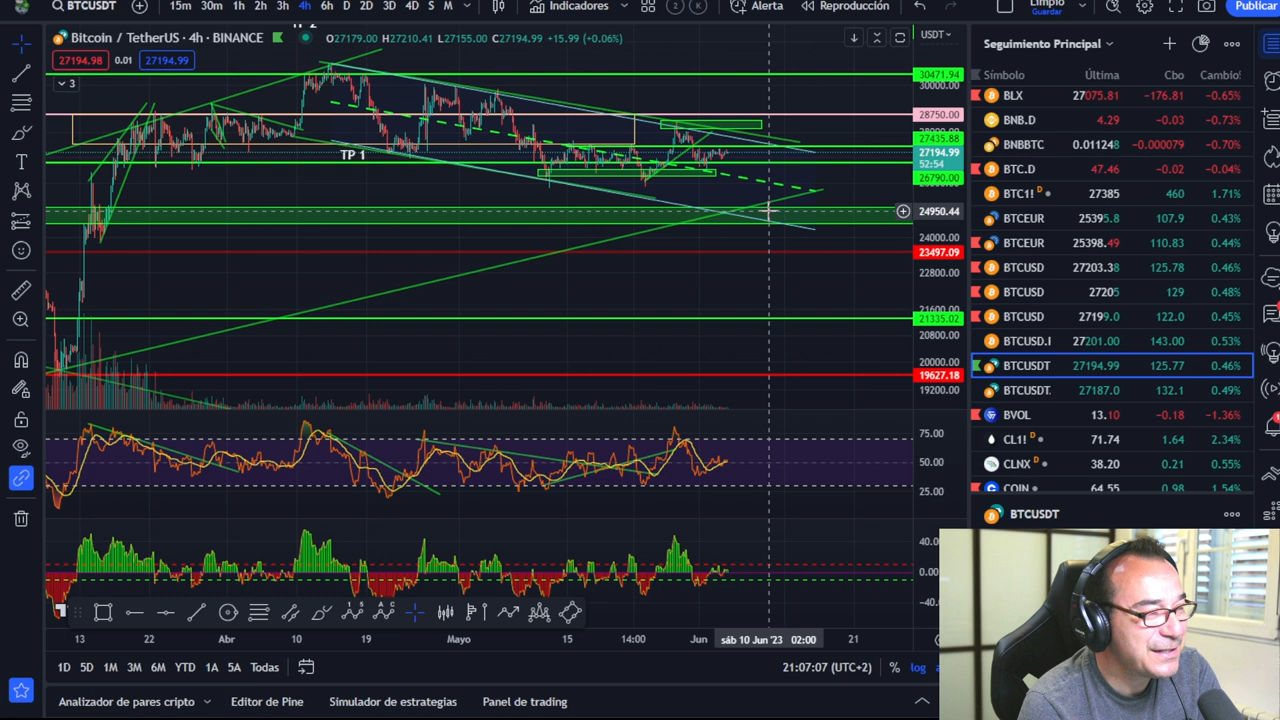 BTCUSDT 15m 30m 1h 2h 3h 4h 6h D 2D 3D 4D S M Indicadores Alerta Reproducción Limpio Publicar
Guardar
Bitcoin / TetherUS · 4h · BINANCE O27179.00 H27210.41 L27155.00 C27194.99 +15.99 (+0.06%) USDT
27194.98 0.01 27194.99
3
TP 1
30471.94
30000.00
28750.00
27435.88
27194.99
52:54
26790.00
24950.44
24000.00
23497.09
22800.00
21600.00
21335.02
20800.00
20000.00
19627.18
19200.00
75.00
50.00
25.00
40.0
0.00
-40.0
13 22 Abr 10 19 Mayo 15 14:00 Jun sáb 10 Jun '23 02:00 21
1D 5D 1M 3M 6M YTD 1A 5A Todas 21:07:07 (UTC+2) % log
Analizador de pares cripto Editor de Pine Simulador de estrategias Panel de trading
Seguimiento Principal
Símbolo Última Cbo Cambio
BLX 27075.81 -176.81 -0.65%
BNB.D 4.29 -0.03 -0.73%
BNBBTC 0.011248 -0.000079 -0.70%
BTC.D 47.46 -0.02 -0.04%
BTC1! D 27385 460 1.71%
BTCEUR 25395.8 107.9 0.43%
BTCEUR 25398.49 110.83 0.44%
BTCUSD 27203.38 125.78 0.46%
BTCUSD 27205 129 0.48%
BTCUSD 27199.0 122.0 0.45%
BTCUSD.I 27201.00 143.00 0.53%
BTCUSDT 27194.99 125.77 0.46%
BTCUSDT. 27187.0 132.1 0.49%
BVOL 13.10 -0.18 -1.36%
CL1! D 71.74 1.64 2.34%
CLNX D 38.20 0.21 0.55%
COIN 64.55 0.98 1.54%
BTCUSDT